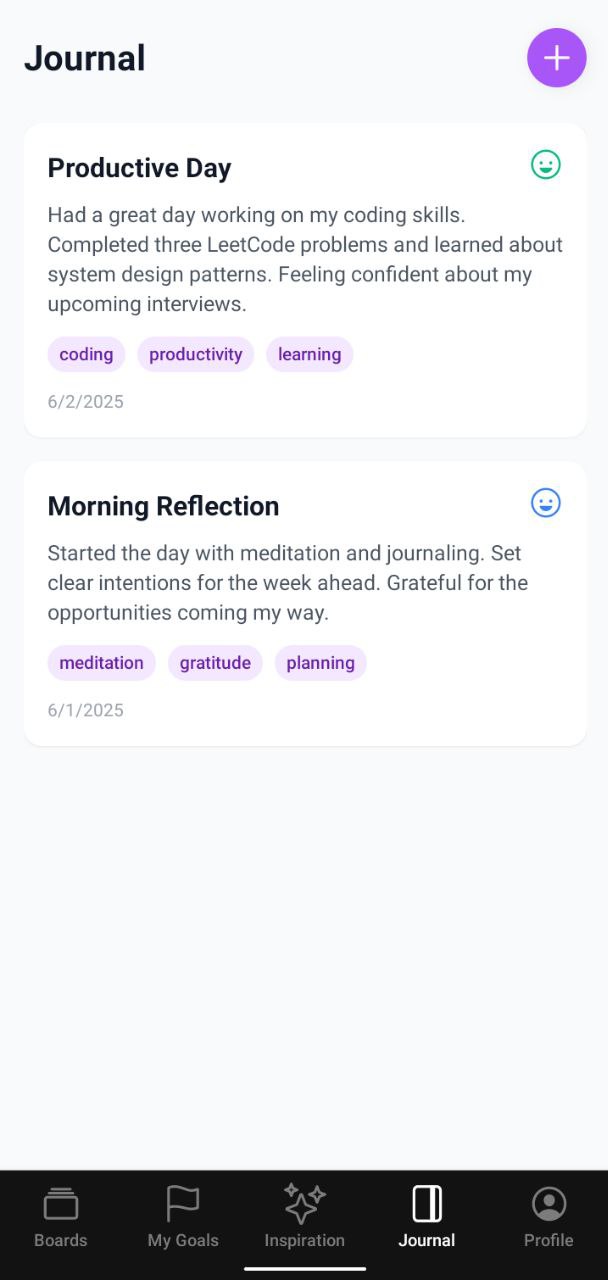 Journal
Productive Day
Had a great day working on my coding skills.
Completed three LeetCode problems and learned about
system design patterns. Feeling confident about my
upcoming interviews.
coding productivity learning
6/2/2025
Morning Reflection
Started the day with meditation and journaling. Set
clear intentions for the week ahead. Grateful for the
opportunities coming my way.
meditation gratitude planning
6/1/2025
Boards My Goals Inspiration Journal Profile